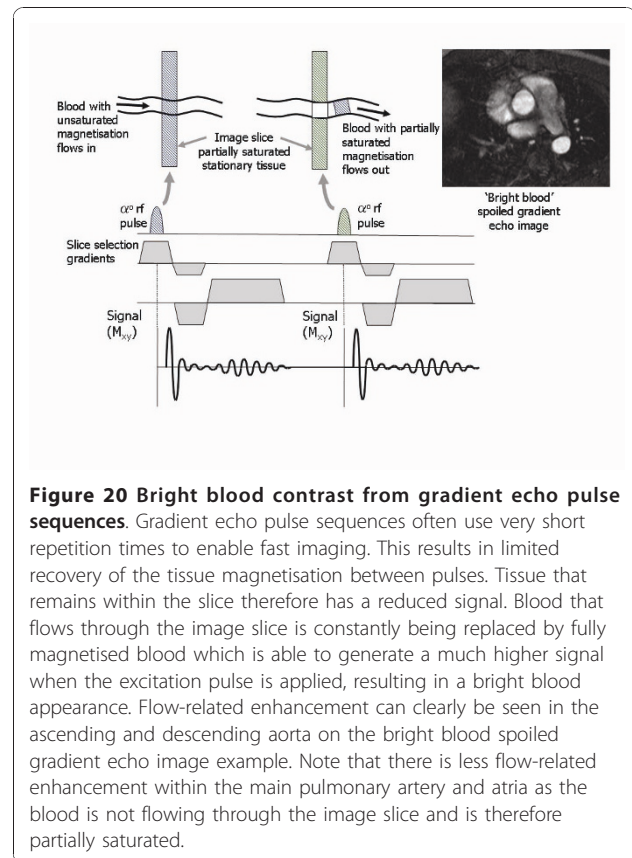 Blood with
unsaturated
magnetisation
flows in
Image slice
partially saturated
stationary tissue
Blood with partially
saturated
magnetisation
flows out
'Bright blood'
spoiled gradient
echo image
α° rf
pulse
α° rf
pulse
Slice selection
gradients
Signal
(Mxy)
Signal
(Mxy)
Figure 20 Bright blood contrast from gradient echo pulse
sequences. Gradient echo pulse sequences often use very short
repetition times to enable fast imaging. This results in limited
recovery of the tissue magnetisation between pulses. Tissue that
remains within the slice therefore has a reduced signal. Blood that
flows through the image slice is constantly being replaced by fully
magnetised blood which is able to generate a much higher signal
when the excitation pulse is applied, resulting in a bright blood
appearance. Flow-related enhancement can clearly be seen in the
ascending and descending aorta on the bright blood spoiled
gradient echo image example. Note that there is less flow-related
enhancement within the main pulmonary artery and atria as the
blood is not flowing through the image slice and is therefore
partially saturated.